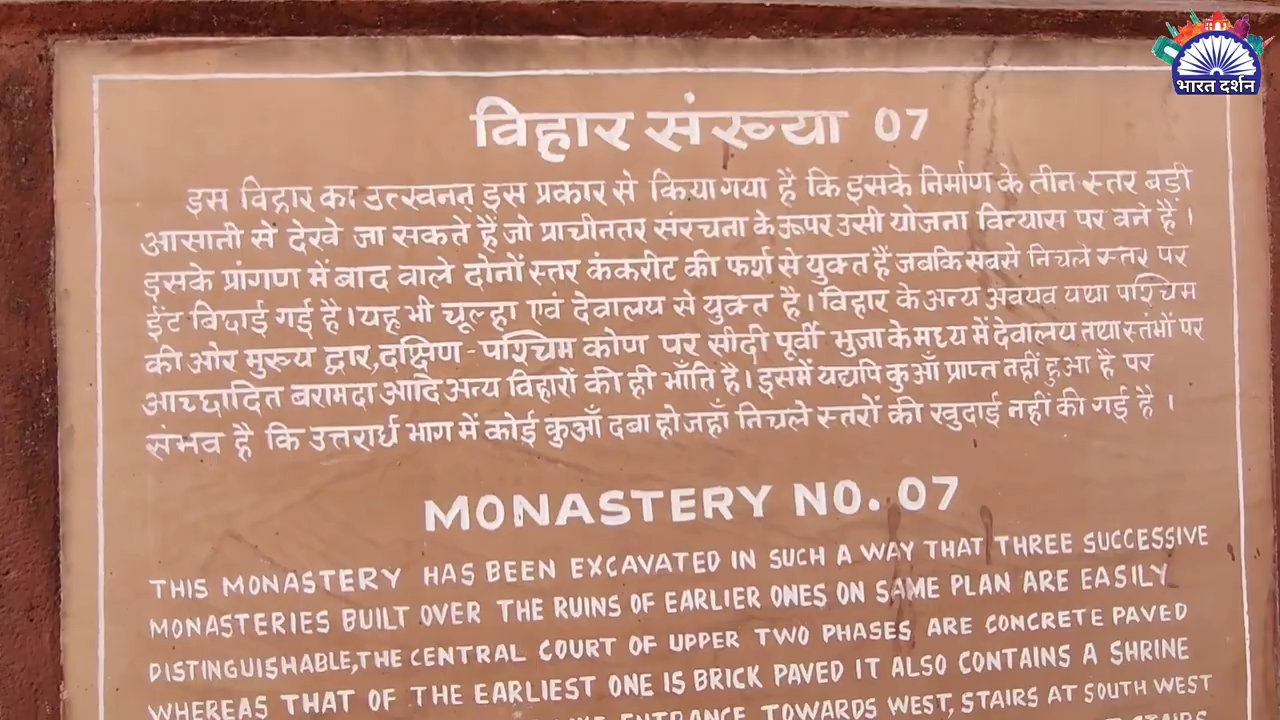 भारत दर्शन
विहार संख्या 07
इस विहार का उत्खनन् इस प्रकार से किया गया है कि इसके निर्माण के तीन स्तर बडी
आसानी से देखे जा सकते हैं जो प्राचीनतर संरचना के ऊपर उसी योजना विन्यास पर बने हैं।
इसके प्रांगण में बाद वाले दोनों स्तर कंकरीट की फर्श से युक्त हैं जबकि सबसे निचले स्तर पर
ईंट बिछाई गई है। यह भी चूल्हा एवं देवालय से युक्त है। विहार के अन्य अवयव यथा पश्चिम
की ओर मुख्य द्वार, दक्षिण-पश्चिम कोण पर सीढी पूर्वी भुजा के मध्य में देवालय तथा स्तंभों पर
आच्छादित बरामदा आदि अन्य विहारों की ही भाँति है। इसमें यद्यपि कुआँ प्राप्त नहीं हुआ है पर
संभव है कि उत्तरार्ध भाग में कोई कुआँ दबा हो जहाँ निचले स्तरों की खुदाई नहीं की गई है।
MONASTERY NO. 07
THIS MONASTERY HAS BEEN EXCAVATED IN SUCH A WAY THAT THREE SUCCESSIVE
MONASTERIES BUILT OVER THE RUINS OF EARLIER ONES ON SAME PLAN ARE EASILY
DISTINGUISHABLE, THE CENTRAL COURT OF UPPER TWO PHASES ARE CONCRETE PAVED
WHEREAS THAT OF THE EARLIEST ONE IS BRICK PAVED IT ALSO CONTAINS A SHRINE
ENTRANCE TOWARDS WEST, STAIRS AT SOUTH WEST
STAIRS